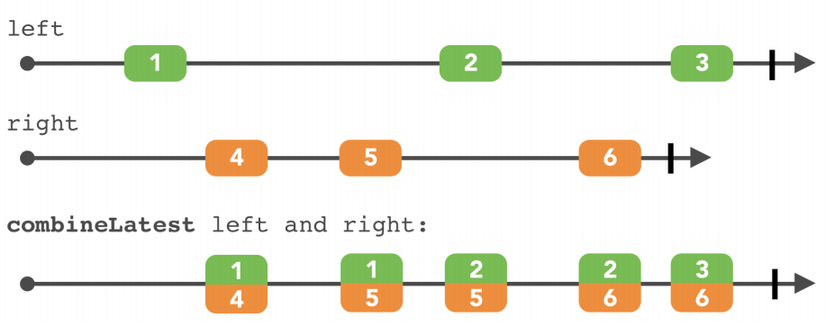 left
1 2 3
right
4 5 6
combineLatest left and right:
1 1 2 2 3
4 5 5 6 6